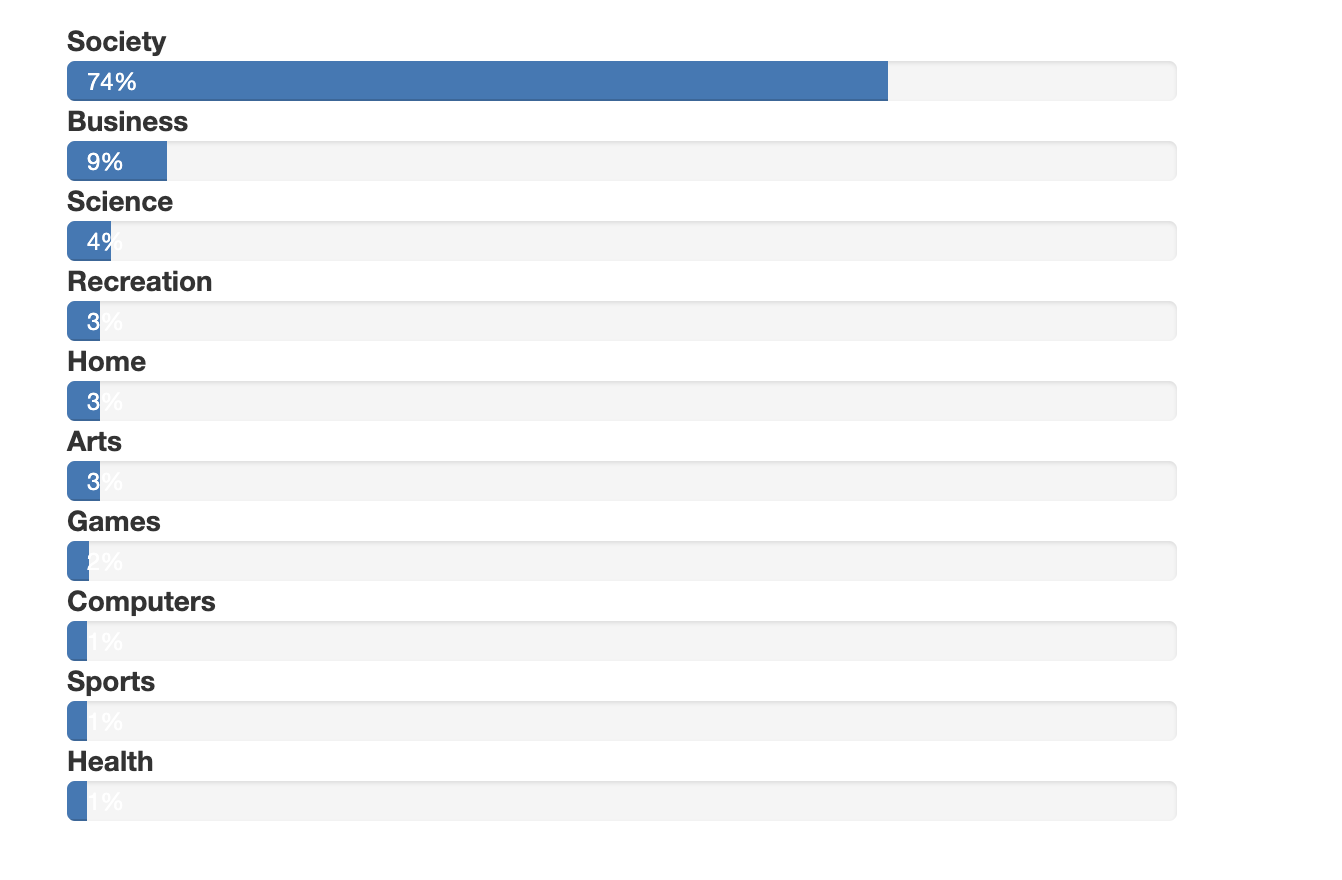 Society
74%
Business
9%
Science
4%
Recreation
3%
Home
3%
Arts
3%
Games
2%
Computers
1%
Sports
1%
Health
1%